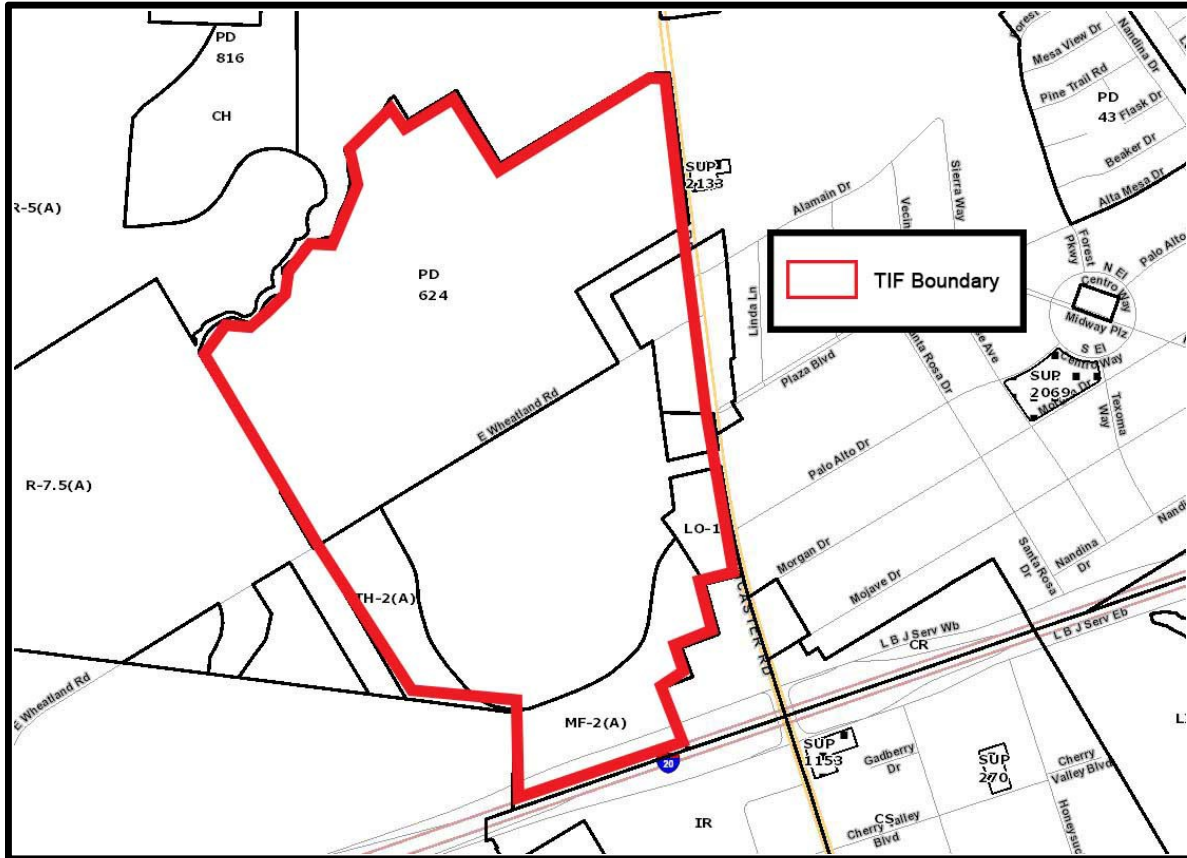 PD
816
CH
R-5(A)
PD
624
R-7.5(A)
TH-2(A)
MF-2(A)
LO-1
E Wheatland Rd
E Wheatland Rd
SUP
2133
Alamain Dr
Linda Ln
Sierra Way
TIF Boundary
Plaza Blvd
Palo Alto Dr
Morgan Dr
Mojave Dr
Santa Rosa
Dr
Nandina
Dr
Mesa View Dr
Pine Trail Rd
PD
43
Flask Dr
Beaker Dr
Alta Mesa Dr
Nandina Dr
Forest
Pkwy
N El
Centro Way
Palo Alto
Midway Plz
S El
Centro Way
SUP
2069
Texoma
Way
L B J Serv Wb
CR
L B J Serv Eb
20
SUP
1153
Gadberry
Dr
SUP
270
Cherry
Valley Blvd
Cherry Valley
Blvd
CS
IR